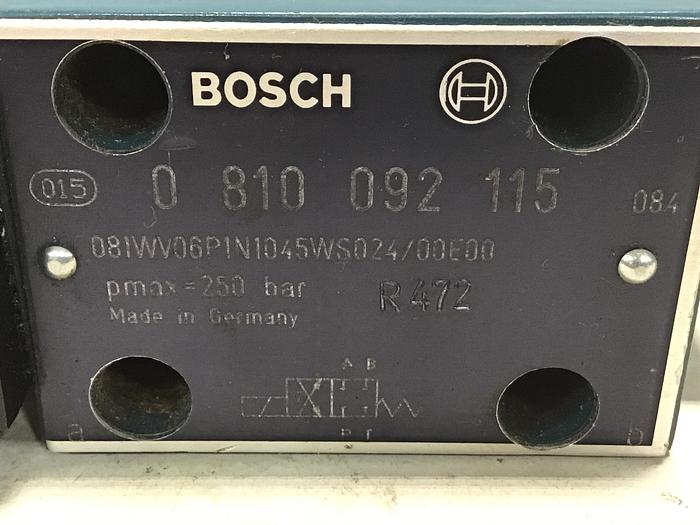 BOSCH
015 0 810 092 115 084
081WV06P1N1045WS024/00E00
pmax=250 bar R472
Made in Germany
A B
P T
a b